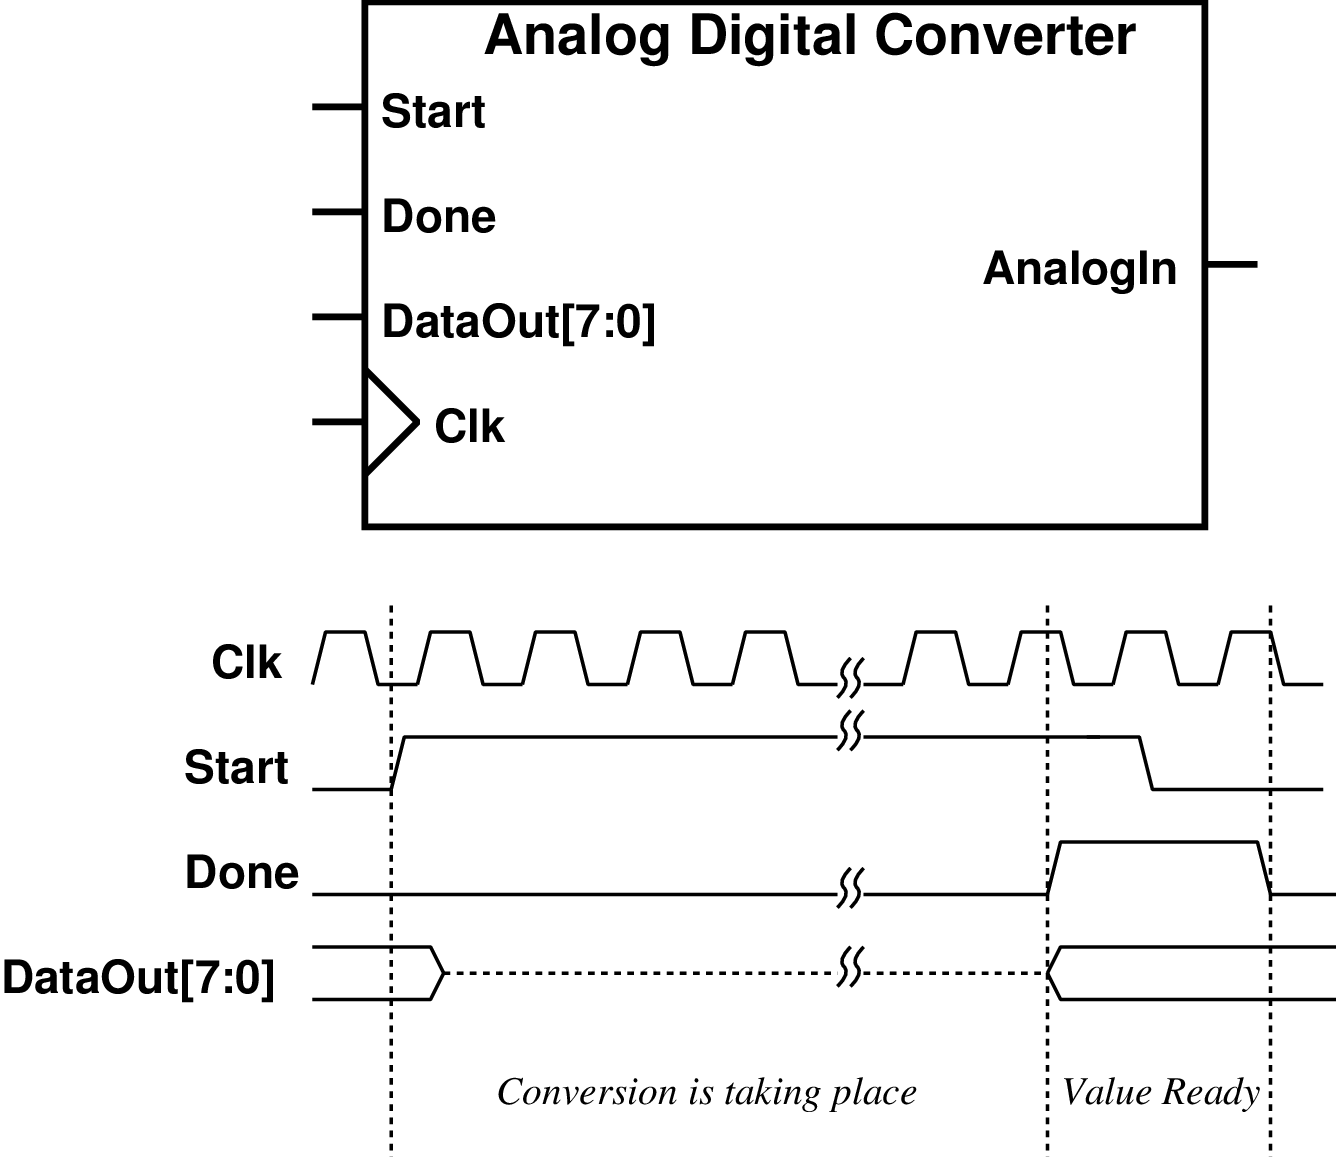 Analog Digital Converter
Start
Done
AnalogIn
DataOut[7:0]
Clk
Clk
Start
Done
DataOut[7:0]
Conversion is taking place
Value Ready